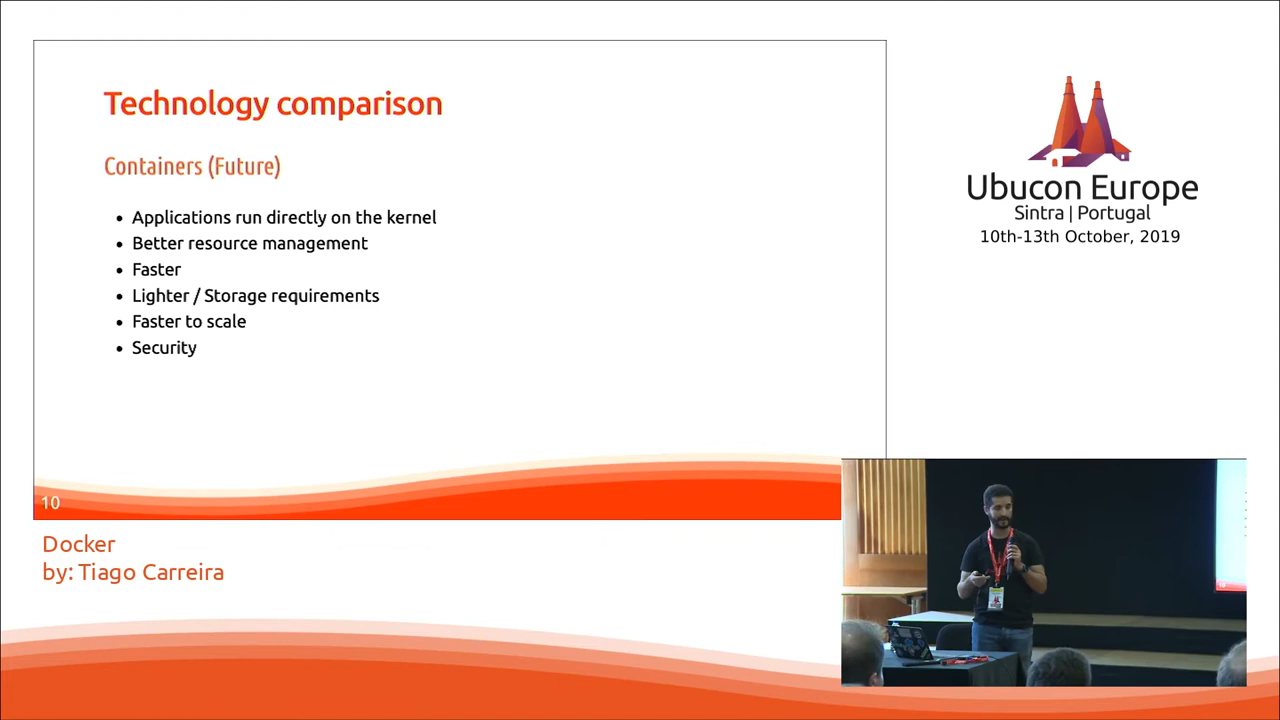 Technology comparison
Containers (Future)
• Applications run directly on the kernel
• Better resource management
• Faster
• Lighter / Storage requirements
• Faster to scale
• Security
10
Docker
by: Tiago Carreira
Ubucon Europe
Sintra | Portugal
10th-13th October, 2019